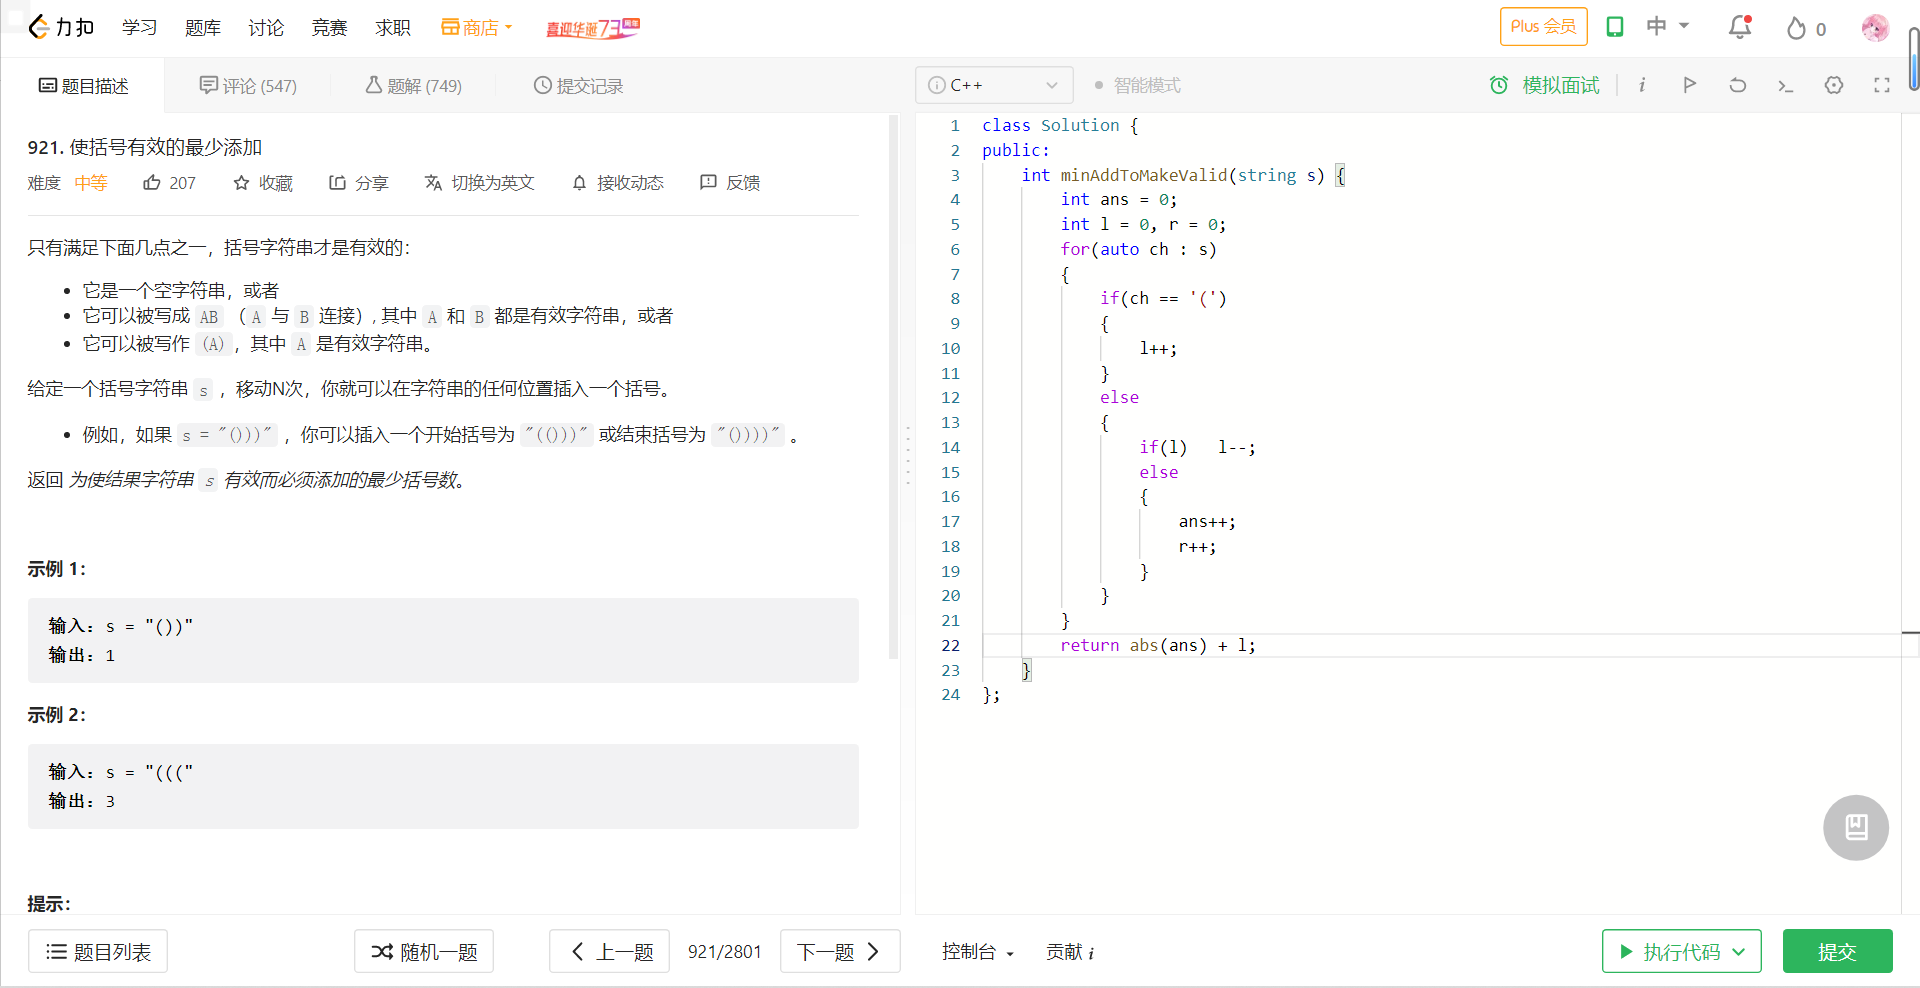 力扣 学习 题库 讨论 竞赛 求职 商店 喜迎华诞73周年 Plus 会员 中 0
题目描述 评论 (547) 题解 (749) 提交记录
921. 使括号有效的最少添加
难度 中等 207 收藏 分享 切换为英文 接收动态 反馈
只有满足下面几点之一，括号字符串才是有效的：
• 它是一个空字符串，或者
• 它可以被写成 AB （A 与 B 连接）, 其中 A 和 B 都是有效字符串，或者
• 它可以被写作 (A)，其中 A 是有效字符串。
给定一个括号字符串 s ，移动N次，你就可以在字符串的任何位置插入一个括号。
• 例如，如果 s = "()))" ，你可以插入一个开始括号为 "(()))" 或结束括号为 "())))" 。
返回 为使结果字符串 s 有效而必须添加的最少括号数。
示例 1：
输入：s = "())"
输出：1
示例 2：
输入：s = "((("
输出：3
提示：
题目列表 随机一题 上一题 921/2801 下一题
C++ 智能模式 模拟面试 i
1 class Solution {
2 public:
3 int minAddToMakeValid(string s) {
4 int ans = 0;
5 int l = 0, r = 0;
6 for(auto ch : s)
7 {
8 if(ch == '(')
9 {
10 l++;
11 }
12 else
13 {
14 if(l) l--;
15 else
16 {
17 ans++;
18 r++;
19 }
20 }
21 }
22 return abs(ans) + l;
23 }
24 };
控制台 贡献 i 执行代码 提交